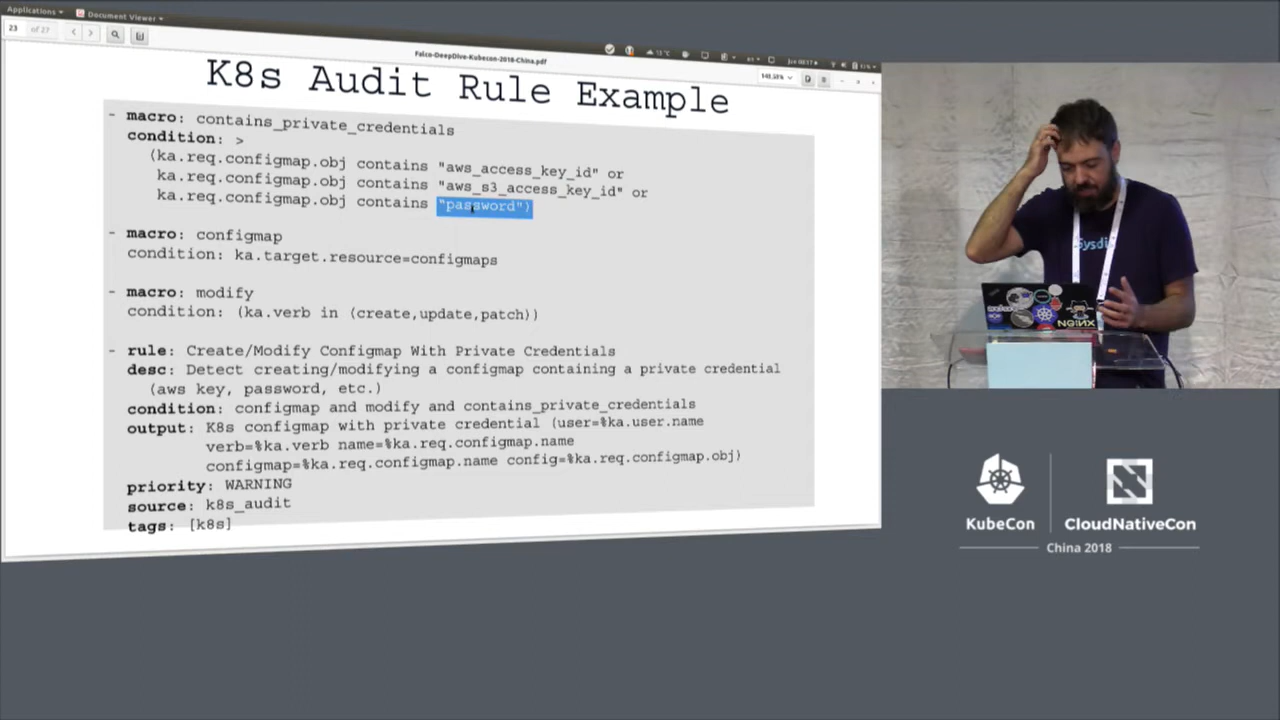 Applications
Document Viewer
23
of 27
Falco-DeepDive-Kubecon-2018-China.pdf
13 °C
K8s Audit Rule Example
- macro: contains_private_credentials
condition: >
(ka.req.configmap.obj contains "aws_access_key_id" or
ka.req.configmap.obj contains "aws_s3_access_key_id" or
ka.req.configmap.obj contains "password")
- macro: configmap
condition: ka.target.resource=configmaps
- macro: modify
condition: (ka.verb in (create,update,patch))
- rule: Create/Modify Configmap With Private Credentials
desc: Detect creating/modifying a configmap containing a private credential
(aws key, password, etc.)
condition: configmap and modify and contains_private_credentials
output: K8s configmap with private credential (user=%ka.user.name
verb=%ka.verb name=%ka.req.configmap.name
configmap=%ka.req.configmap.name config=%ka.req.configmap.obj)
priority: WARNING
source: k8s_audit
tags: [k8s]
Sysdi
NGINX
KubeCon
CloudNativeCon
China 2018